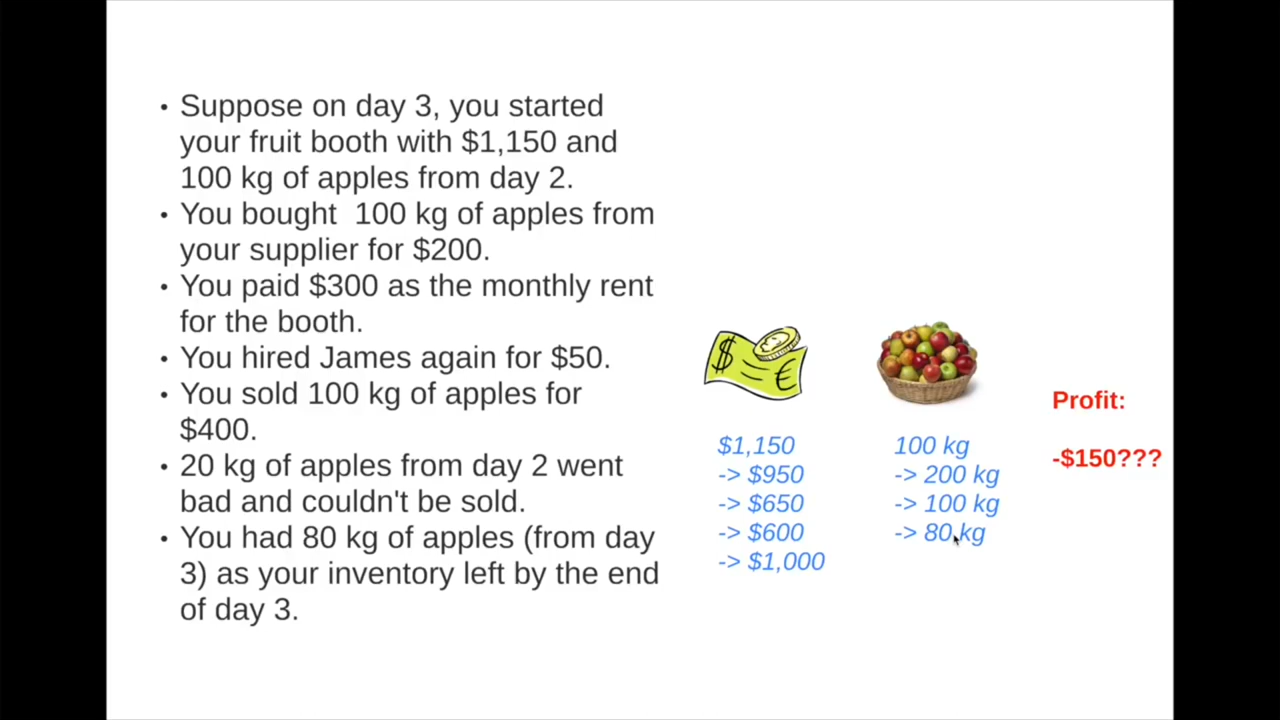 • Suppose on day 3, you started
your fruit booth with $1,150 and
100 kg of apples from day 2.
• You bought  100 kg of apples from
your supplier for $200.
• You paid $300 as the monthly rent
for the booth.
• You hired James again for $50.
• You sold 100 kg of apples for
$400.
• 20 kg of apples from day 2 went
bad and couldn't be sold.
• You had 80 kg of apples (from day
3) as your inventory left by the end
of day 3.
$ €
$1,150
-> $950
-> $650
-> $600
-> $1,000
100 kg
-> 200 kg
-> 100 kg
-> 80 kg
Profit:
-$150???